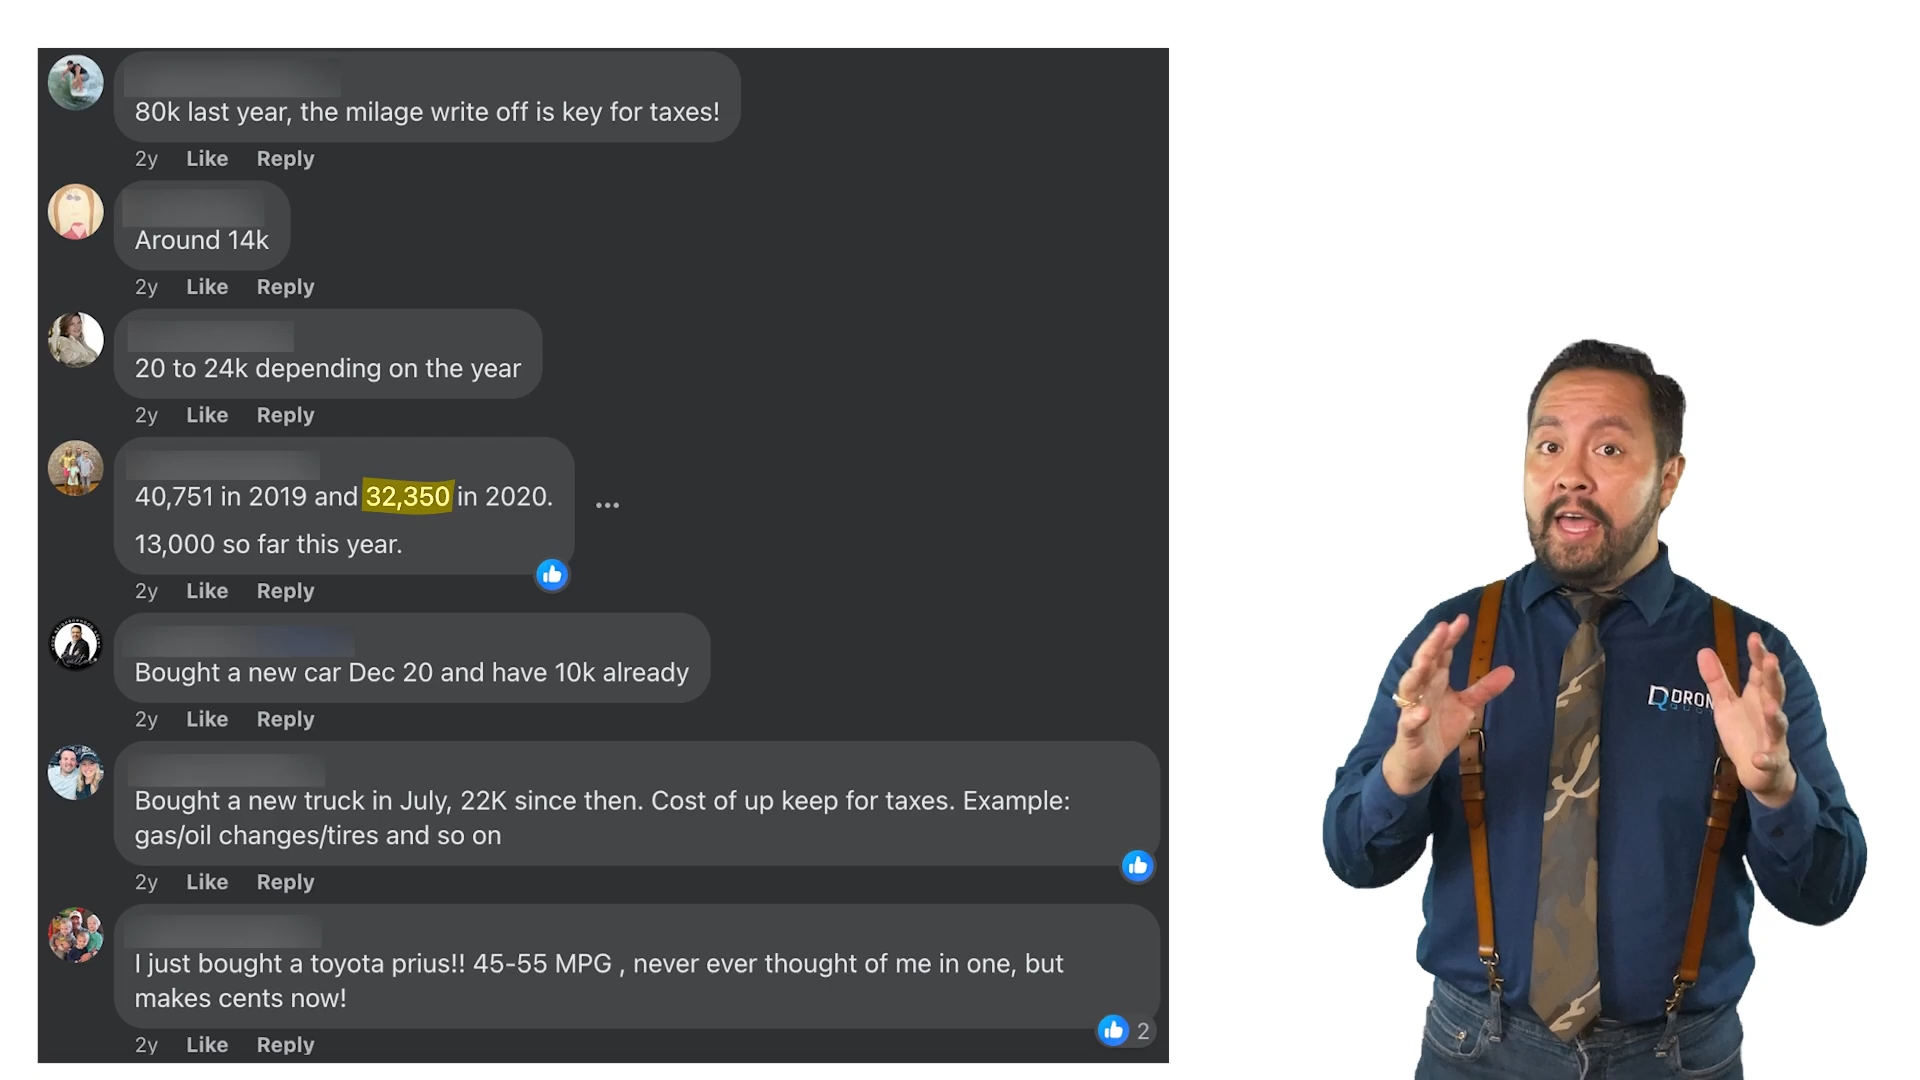 80k last year, the milage write off is key for taxes!
2y Like Reply
Around 14k
2y Like Reply
20 to 24k depending on the year
2y Like Reply
40,751 in 2019 and 32,350 in 2020.
13,000 so far this year.
2y Like Reply
Bought a new car Dec 20 and have 10k already
2y Like Reply
Bought a new truck in July, 22K since then. Cost of up keep for taxes. Example:
gas/oil changes/tires and so on
2y Like Reply
I just bought a toyota prius!! 45-55 MPG , never ever thought of me in one, but
makes cents now!
2
2y Like Reply
DRON